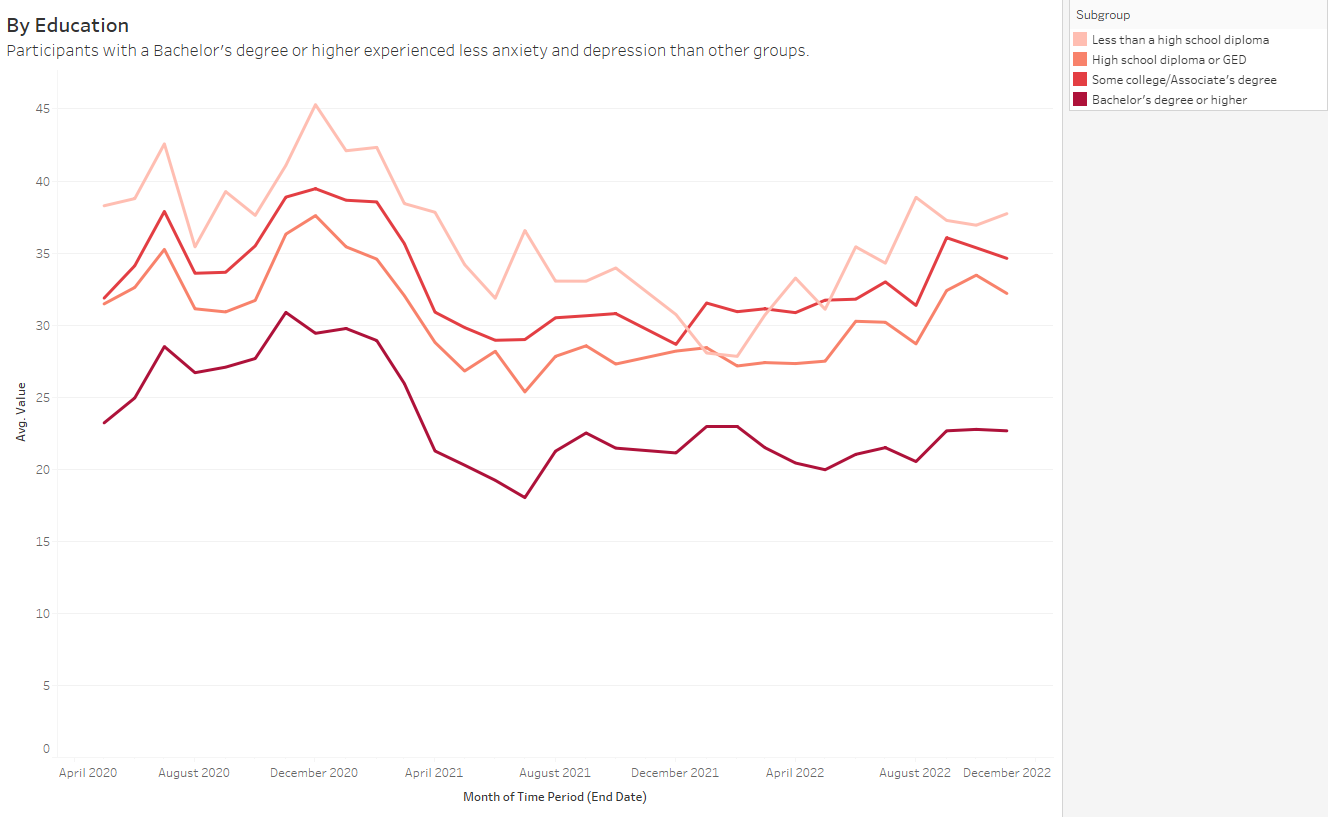 By Education
Participants with a Bachelor's degree or higher experienced less anxiety and depression than other groups.
Subgroup
Less than a high school diploma
High school diploma or GED
Some college/Associate's degree
Bachelor's degree or higher
45
40
35
30
25
20
15
10
5
0
Avg. Value
April 2020 August 2020 December 2020 April 2021 August 2021 December 2021 April 2022 August 2022 December 2022
Month of Time Period (End Date)